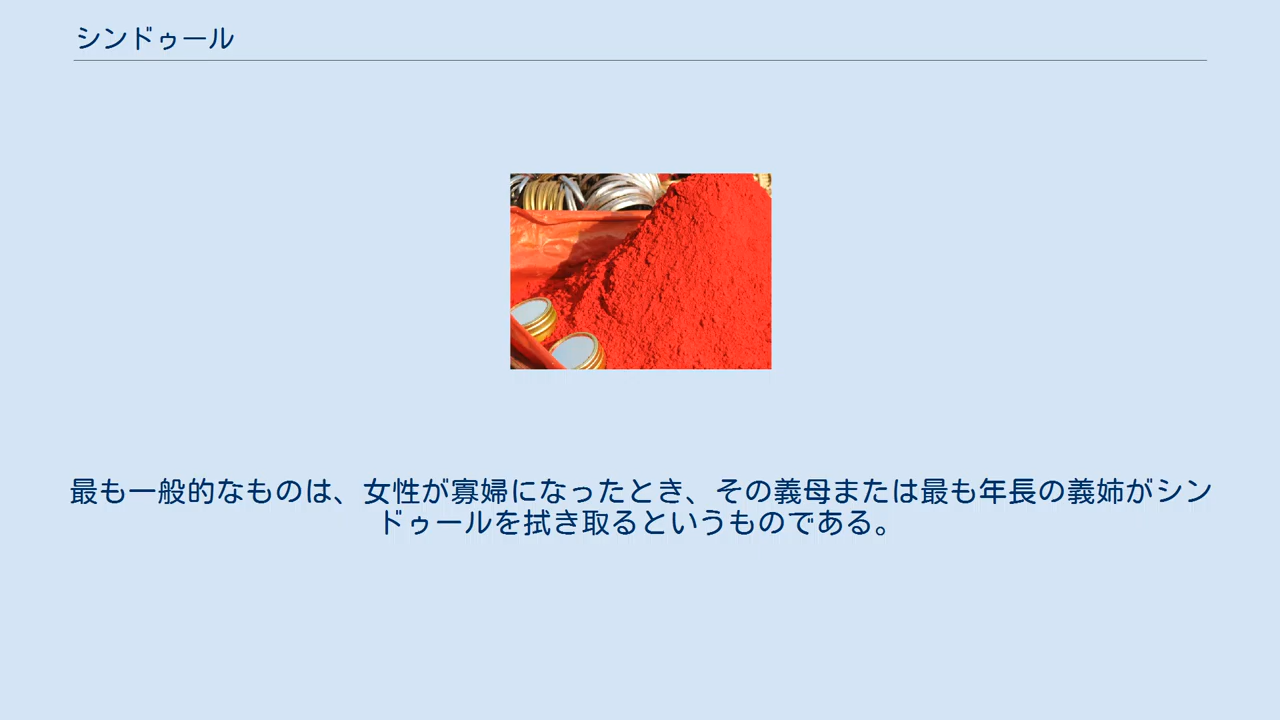 シンドゥール
最も一般的なものは、女性が寡婦になったとき、その義母または最も年長の義姉がシン
ドゥールを拭き取るというものである。